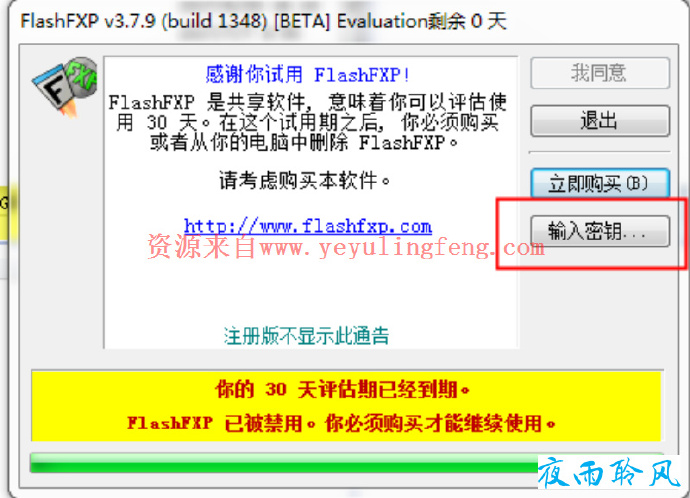 FlashFXP v3.7.9 (build 1348) [BETA] Evaluation剩余 0 天
感谢你试用 FlashFXP!
FlashFXP 是共享软件, 意味着你可以评估使
用 30 天。在这个试用期之后, 你必须购买
或者从你的电脑中删除 FlashFXP。
请考虑购买本软件。
http://www.flashfxp.com
资源来自www.yeyulingfeng.com
注册版不显示此通告
我同意
退出
立即购买(B)
输入密钥...
你的 30 天评估期已经到期。
FlashFXP 已被禁用。你必须购买才能继续使用。
夜雨聆风